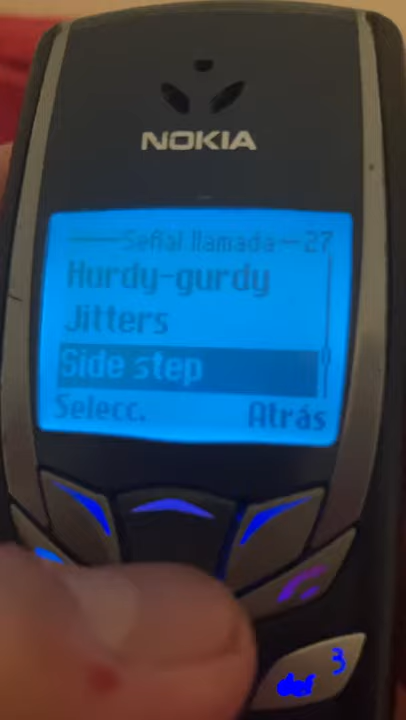 NOKIA
Señal llamada 27
Hurdy-gurdy
Jitters
Side step
Selecc. Atrás
def 3